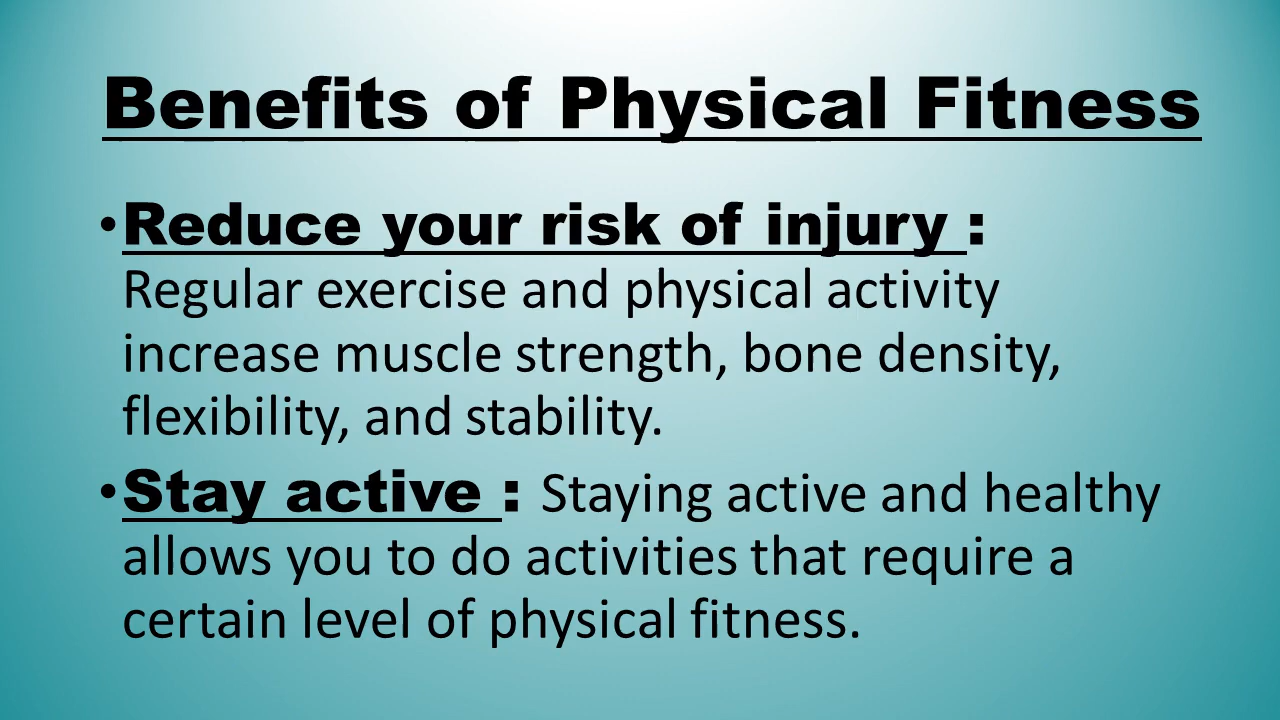 Benefits of Physical Fitness
•Reduce your risk of injury :
Regular exercise and physical activity
increase muscle strength, bone density,
flexibility, and stability.
•Stay active : Staying active and healthy
allows you to do activities that require a
certain level of physical fitness.